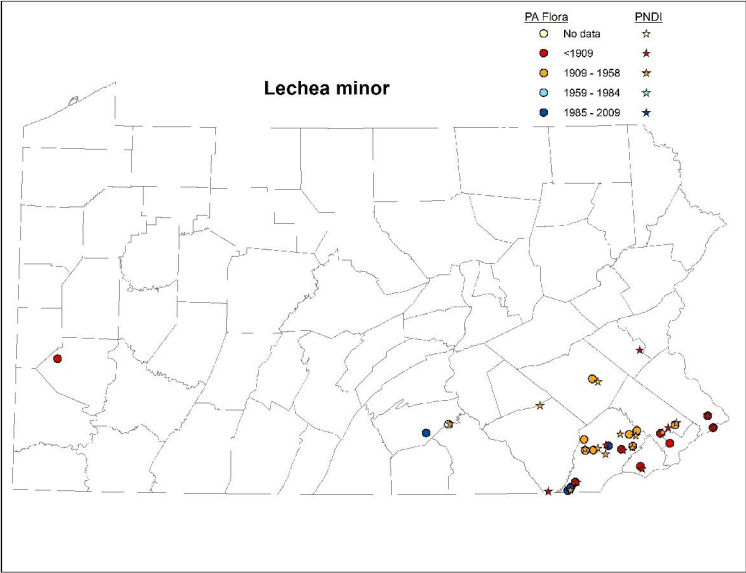 PA Flora PNDI
No data
<1909
1909 - 1958
1959 - 1984
1985 - 2009
Lechea minor